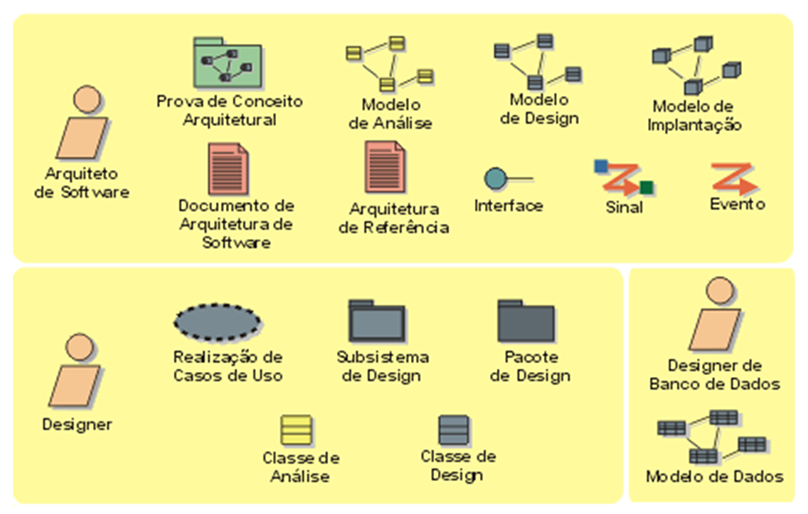 Prova de Conceito
Arquitetural
Modelo
de Análise
Modelo
de Design
Modelo de
Implantação
Arquiteto
de Software
Documento de
Arquitetura de
Software
Arquitetura
de Referência
Interface
Sinal
Evento
Designer
Realização de
Casos de Uso
Subsistema
de Design
Pacote
de Design
Classe de
Análise
Classe de
Design
Designer de
Banco de Dados
Modelo de Dados